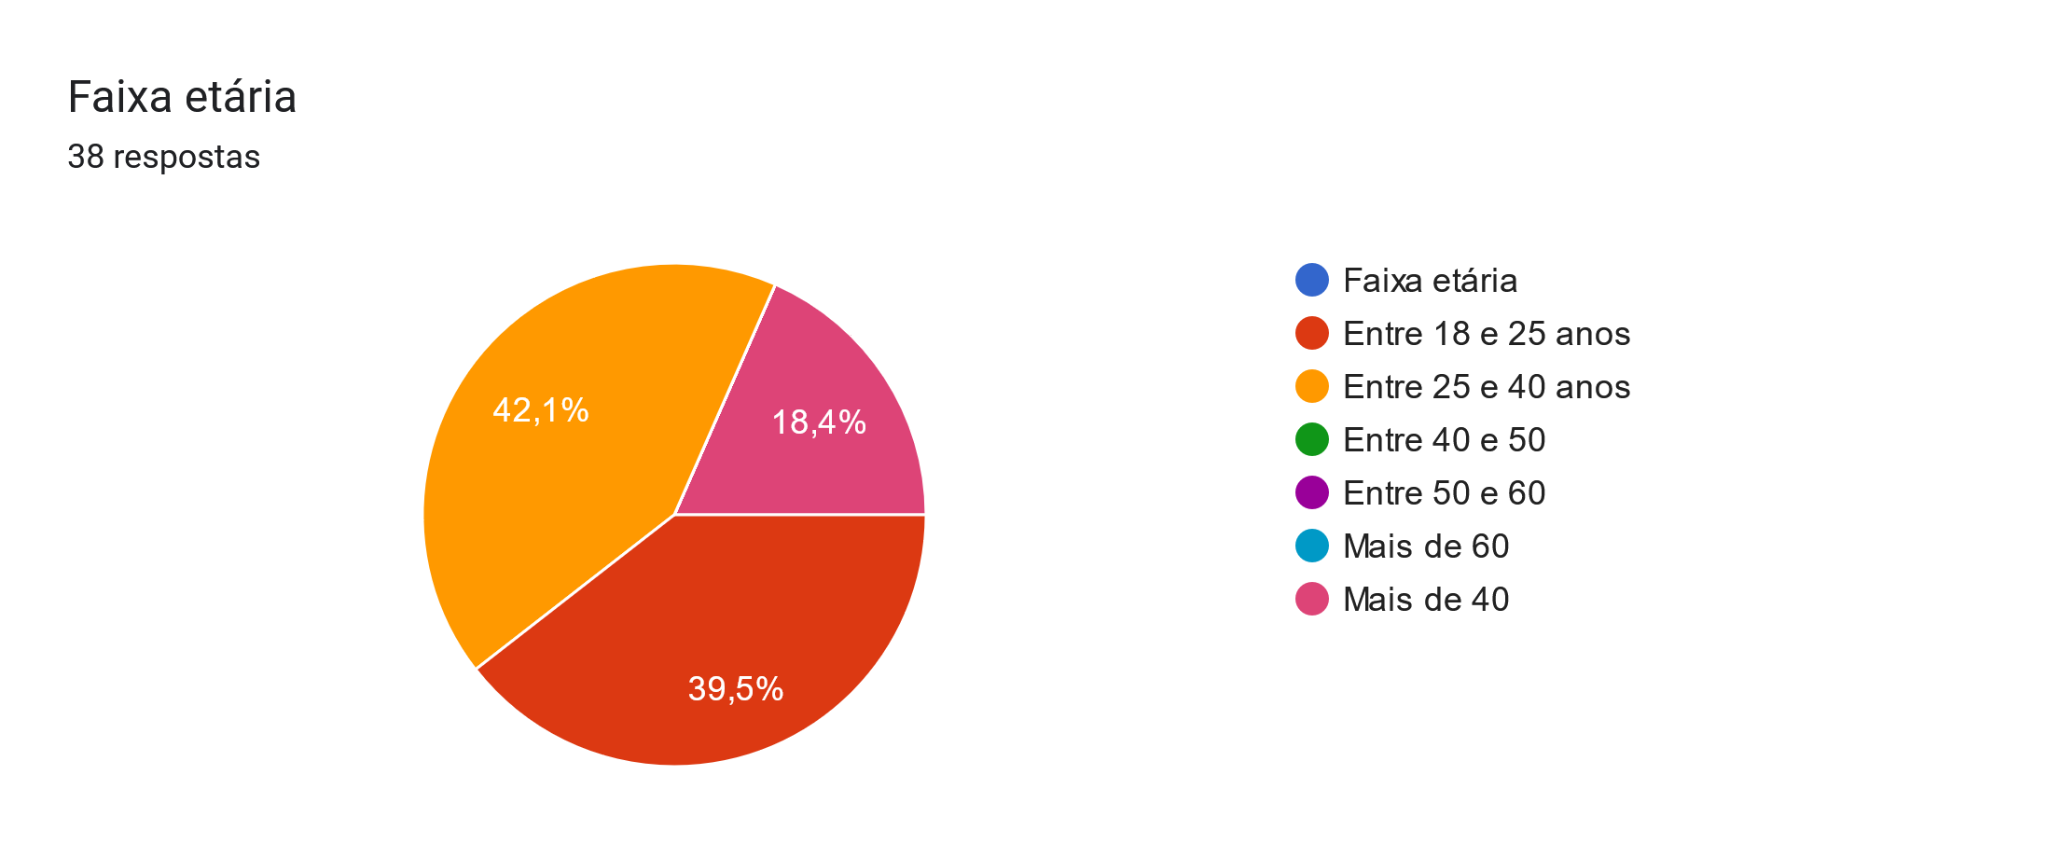 Faixa etária
38 respostas
42,1%
18,4%
39,5%
Faixa etária
Entre 18 e 25 anos
Entre 25 e 40 anos
Entre 40 e 50
Entre 50 e 60
Mais de 60
Mais de 40